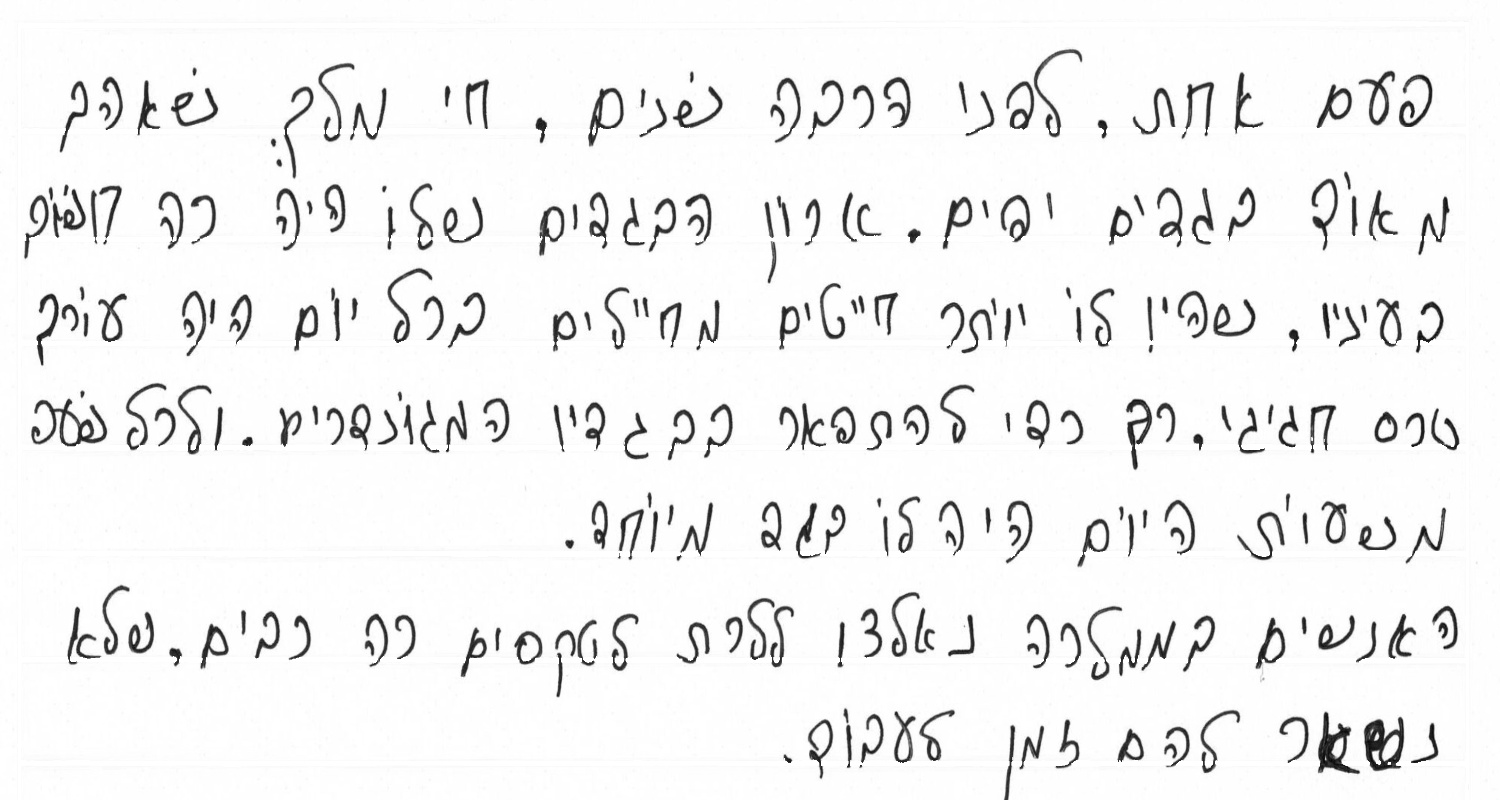 פעם אחת, לפני הרבה שנים, חי מלך שאהב
מאוד בגדים יפים. ארון הבגדים שלו היה כה חשוב
בעיניו, שהיו לו יותר חייטים מחיילים בכל יום היה עורך
טכס חגיגי, רק כדי להתפאר בבגדיו המגונדרים. ולכל שעה
משעות היום היה לו בגד מיוחד.
האנשים בממלכה נאלצו ללכת לטקסים כה רבים, שלא
נשאר להם זמן לעבוד.